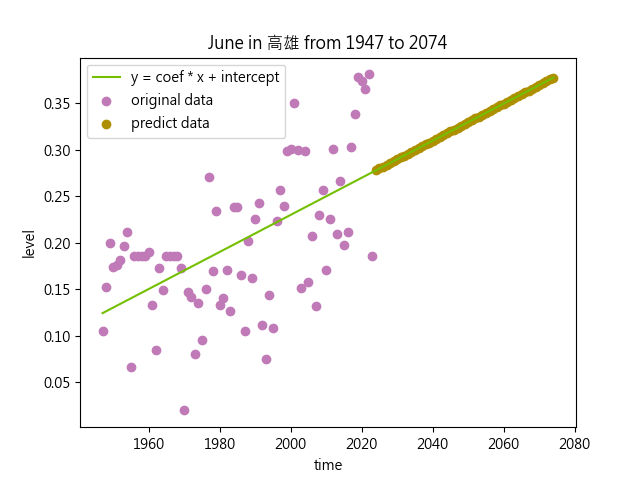 June in 高雄 from 1947 to 2074
y = coef * x + intercept
original data
predict data
level
0.35
0.30
0.25
0.20
0.15
0.10
0.05
1960 1980 2000 2020 2040 2060 2080
time